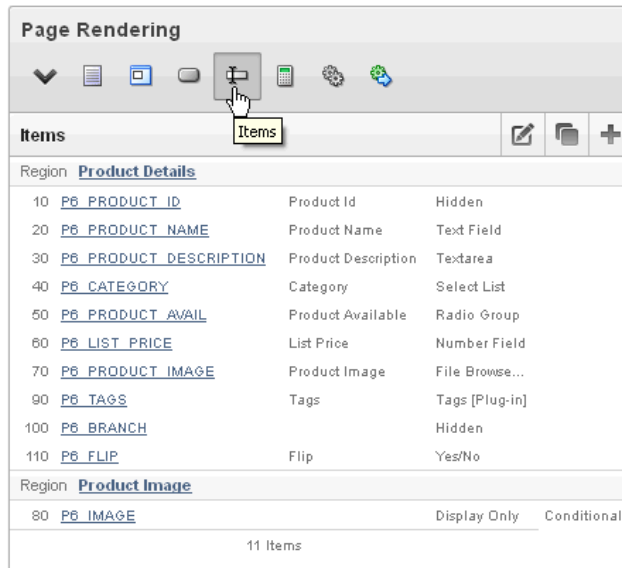 Page Rendering
Items
Items
Region Product Details
10 P6_PRODUCT_ID Product Id Hidden
20 P6_PRODUCT_NAME Product Name Text Field
30 P6_PRODUCT_DESCRIPTION Product Description Textarea
40 P6_CATEGORY Category Select List
50 P6_PRODUCT_AVAIL Product Available Radio Group
60 P6_LIST_PRICE List Price Number Field
70 P6_PRODUCT_IMAGE Product Image File Browse...
90 P6_TAGS Tags Tags [Plug-in]
100 P6_BRANCH Hidden
110 P6_FLIP Flip Yes/No
Region Product Image
80 P6_IMAGE Display Only Conditional
11 Items